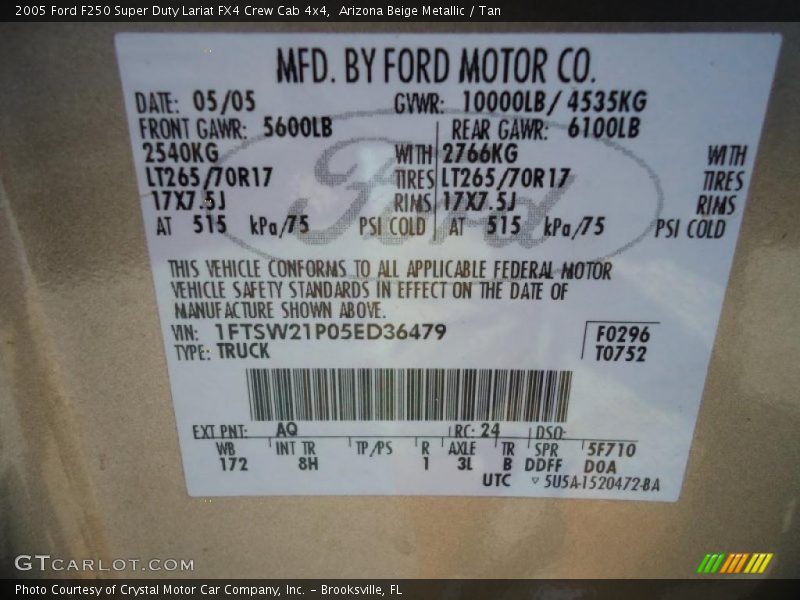 2005 Ford F250 Super Duty Lariat FX4 Crew Cab 4x4,  Arizona Beige Metallic / Tan
MFD. BY FORD MOTOR CO.
DATE: 05/05 GVWR: 10000LB/ 4535KG
FRONT GAWR: 5600LB REAR GAWR: 6100LB
2540KG WITH 2766KG WITH
LT265/70R17 TIRES LT265/70R17 TIRES
17X7.5J RIMS 17X7.5J RIMS
AT 515 kPa/75 PSI COLD AT 515 kPa/75 PSI COLD
Ford
THIS VEHICLE CONFORMS TO ALL APPLICABLE FEDERAL MOTOR
VEHICLE SAFETY STANDARDS IN EFFECT ON THE DATE OF
MANUFACTURE SHOWN ABOVE.
VIN: 1FTSW21P05ED36479 F0296
TYPE: TRUCK T0752
EXT PNT: AQ RC: 24 DSO:
WB INT TR TP/PS R AXLE TR SPR 5F710
172 8H 1 3L B DDFF D0A
UTC ▽ 5U5A-1520472-BA
GTCARLOT.COM
Photo Courtesy of Crystal Motor Car Company, Inc. – Brooksville, FL